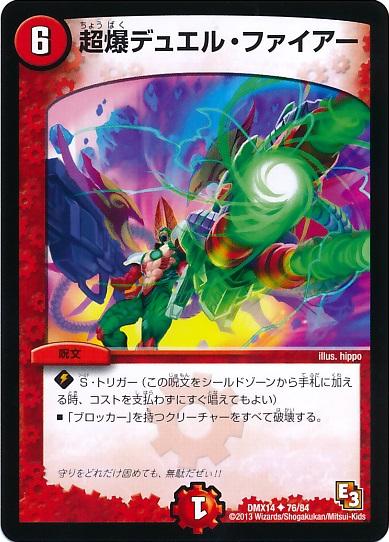 6
ちょうばく
超爆デュエル・ファイアー
呪文
illus. hippo
S・トリガー (この呪文をシールドゾーンから手札に加え
る時、コストを支払わずにすぐ唱えてもよい)
■「ブロッカー」を持つクリーチャーをすべて破壊する。
守りをどれだけ固めても、無駄だぜぃ!!
1
E3
DMX14 ◆ 76/84
©2013 Wizards/Shogakukan/Mitsui-Kids